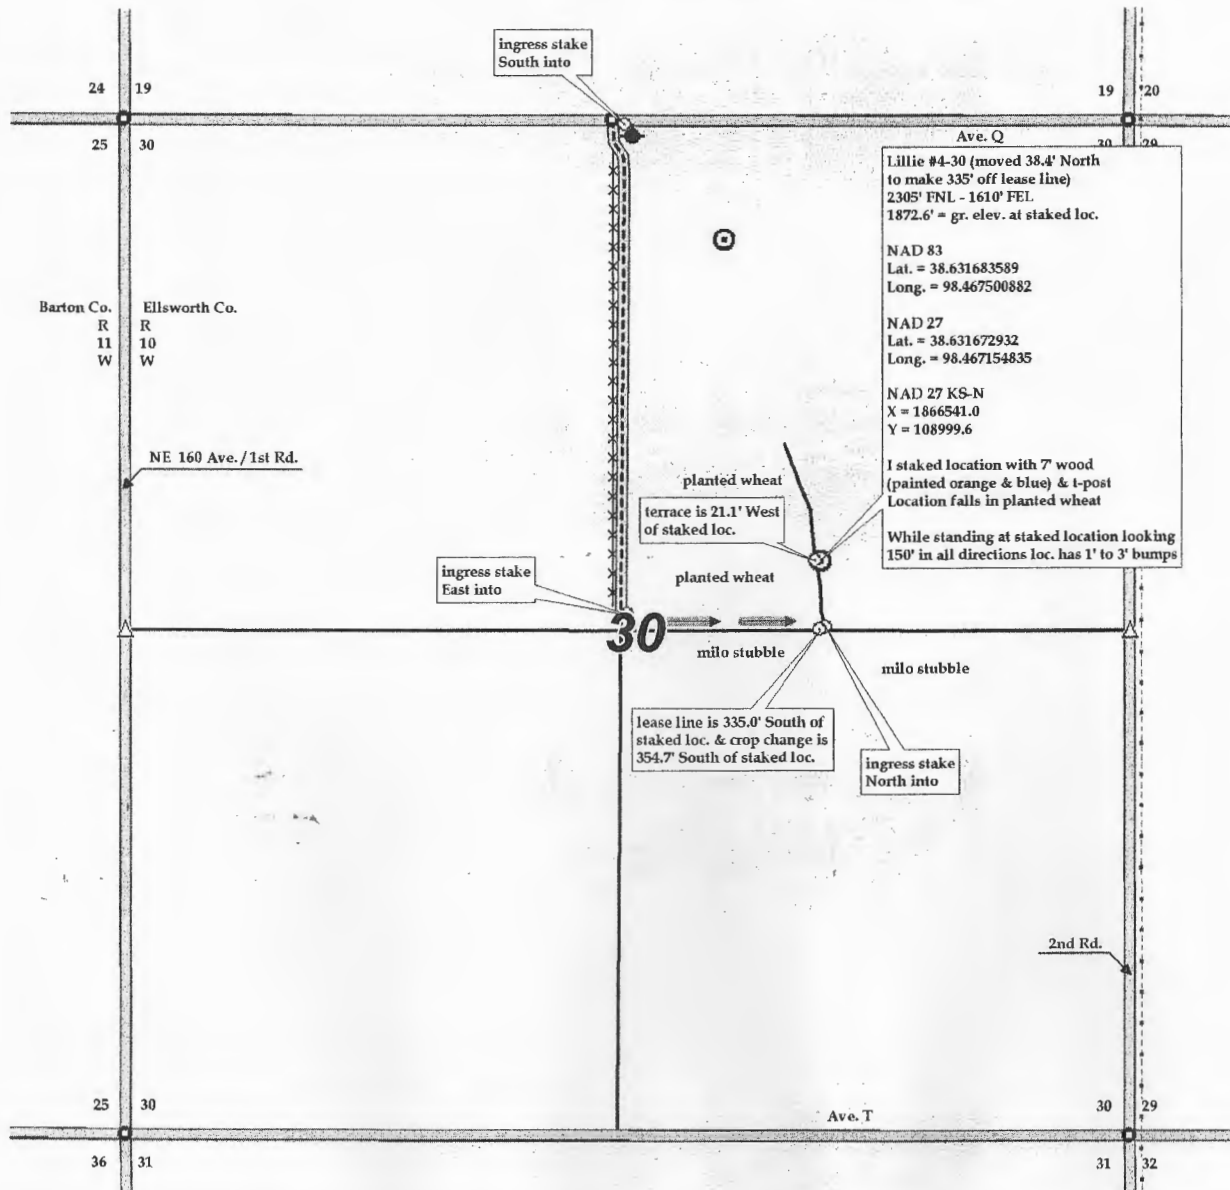 ingress stake
South into
24 19
19 20
Ave. Q
25 30
30 29
Lillie #4-30 (moved 38.4' North
to make 335' off lease line)
2305' FNL - 1610' FEL
1872.6' = gr. elev. at staked loc.
NAD 83
Lat. = 38.631683589
Long. = 98.467500882
NAD 27
Lat. = 38.631672932
Long. = 98.467154835
NAD 27 KS-N
X = 1866541.0
Y = 108999.6
I staked location with 7' wood
(painted orange & blue) & t-post
Location falls in planted wheat
While standing at staked location looking
150' in all directions loc. has 1' to 3' bumps
Barton Co. Ellsworth Co.
R R
11 10
W W
NE 160 Ave./1st Rd.
planted wheat
terrace is 21.1' West
of staked loc.
ingress stake
East into
planted wheat
30
milo stubble
milo stubble
lease line is 335.0' South of
staked loc. & crop change is
354.7' South of staked loc.
ingress stake
North into
2nd Rd.
25 30
Ave. T
30 29
36 31
31 32